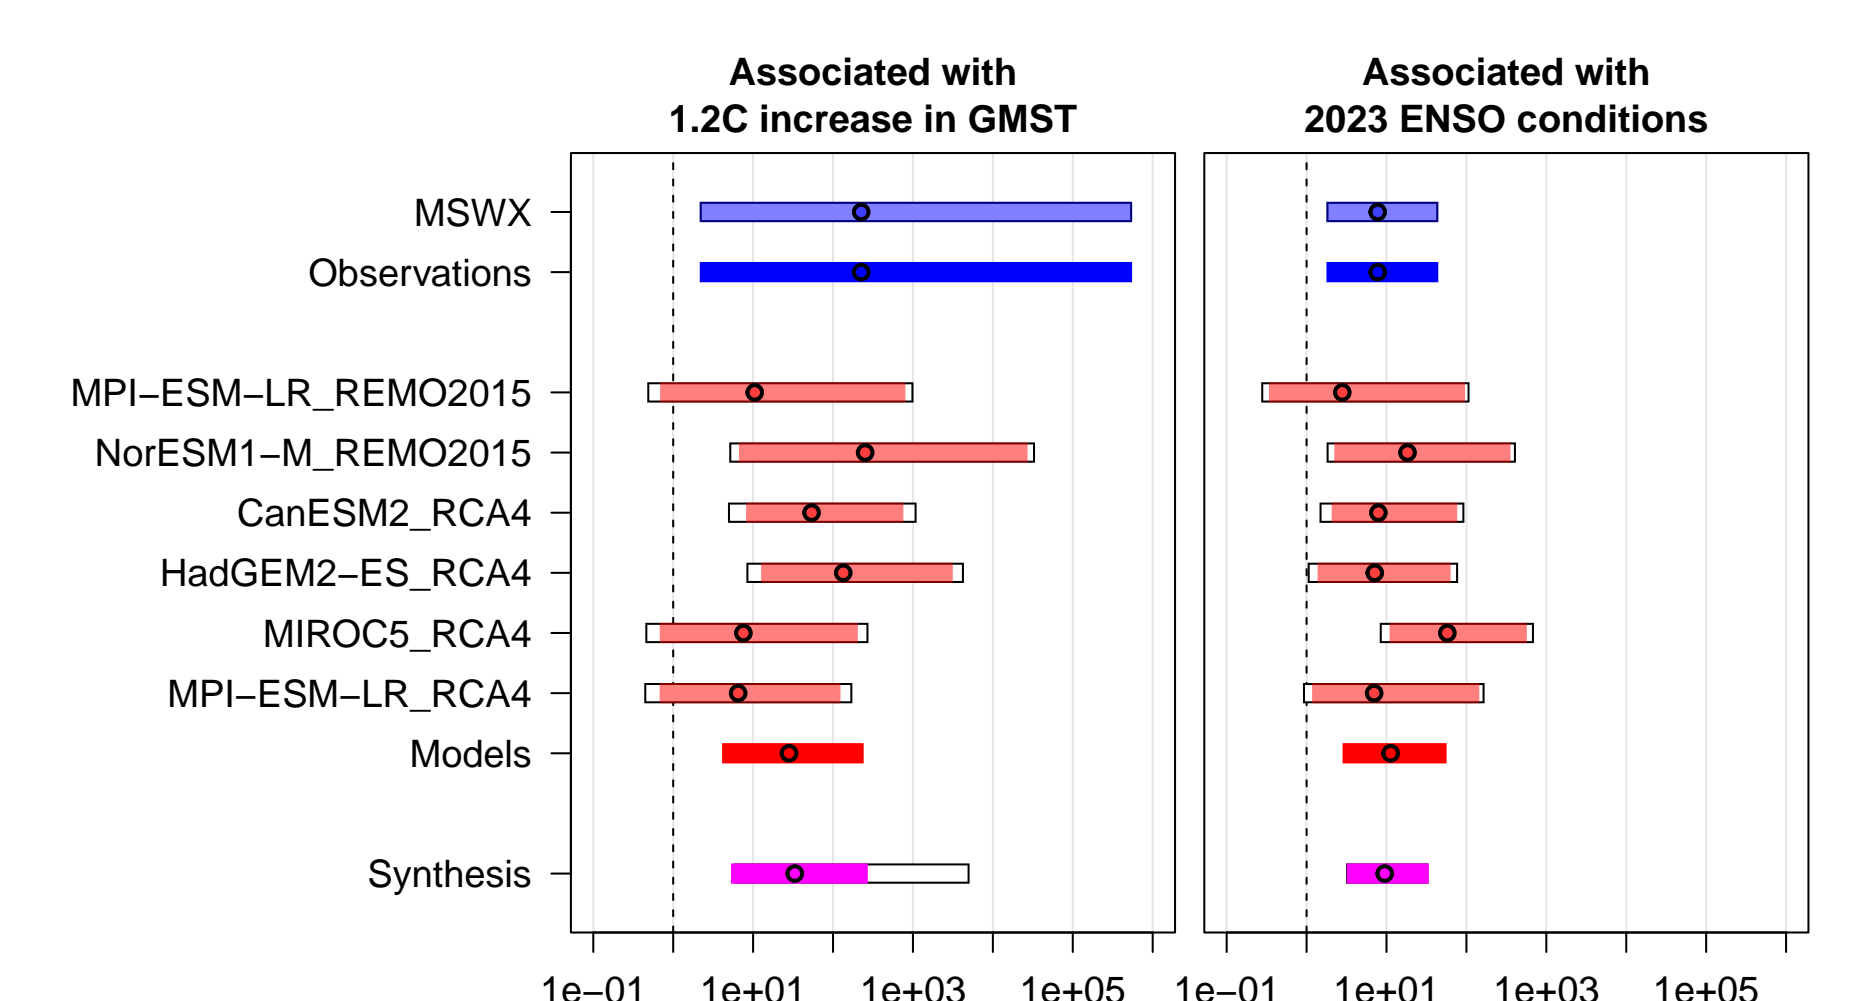 Associated with
1.2C increase in GMST
Associated with
2023 ENSO conditions
MSWX
Observations
MPI−ESM−LR_REMO2015
NorESM1−M_REMO2015
CanESM2_RCA4
HadGEM2−ES_RCA4
MIROC5_RCA4
MPI−ESM−LR_RCA4
Models
Synthesis
1e−01 1e+01 1e+03 1e+05 1e−01 1e+01 1e+03 1e+05